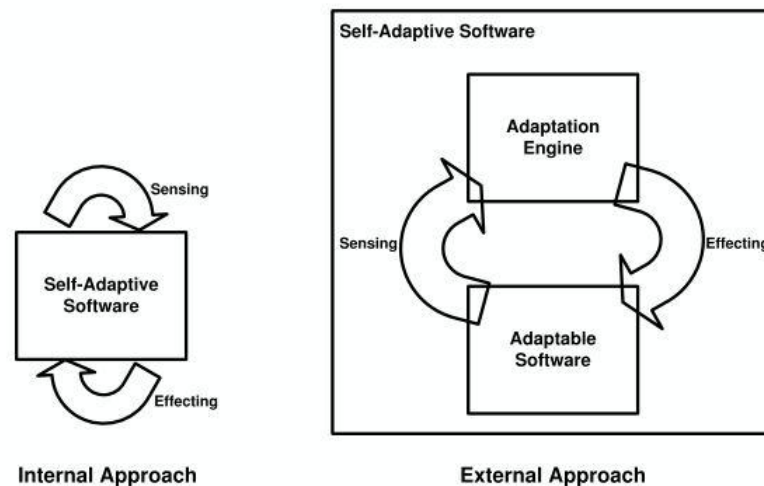 Sensing
Self-Adaptive
Software
Effecting
Internal Approach
Self-Adaptive Software
Adaptation
Engine
Sensing
Effecting
Adaptable
Software
External Approach